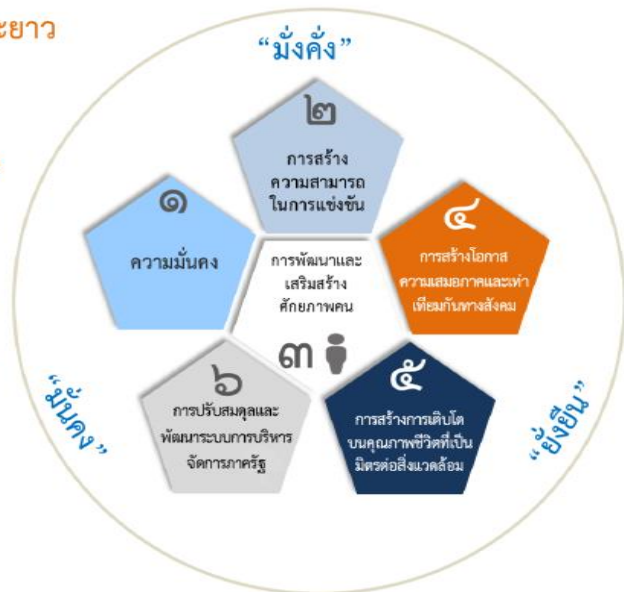 ะยาว
“มั่งคั่ง”
๒
การสร้าง
ความสามารถ
ในการแข่งขัน
๑
ความมั่นคง
๔
การสร้างโอกาส
ความเสมอภาคและเท่า
เทียมกันทางสังคม
การพัฒนาและ
เสริมสร้าง
ศักยภาพคน
๓
๖
การปรับสมดุลและ
พัฒนาระบบการบริหาร
จัดการภาครัฐ
๕
การสร้างการเติบโต
บนคุณภาพชีวิตที่เป็น
มิตรต่อสิ่งแวดล้อม
“มั่นคง”
“ยั่งยืน”